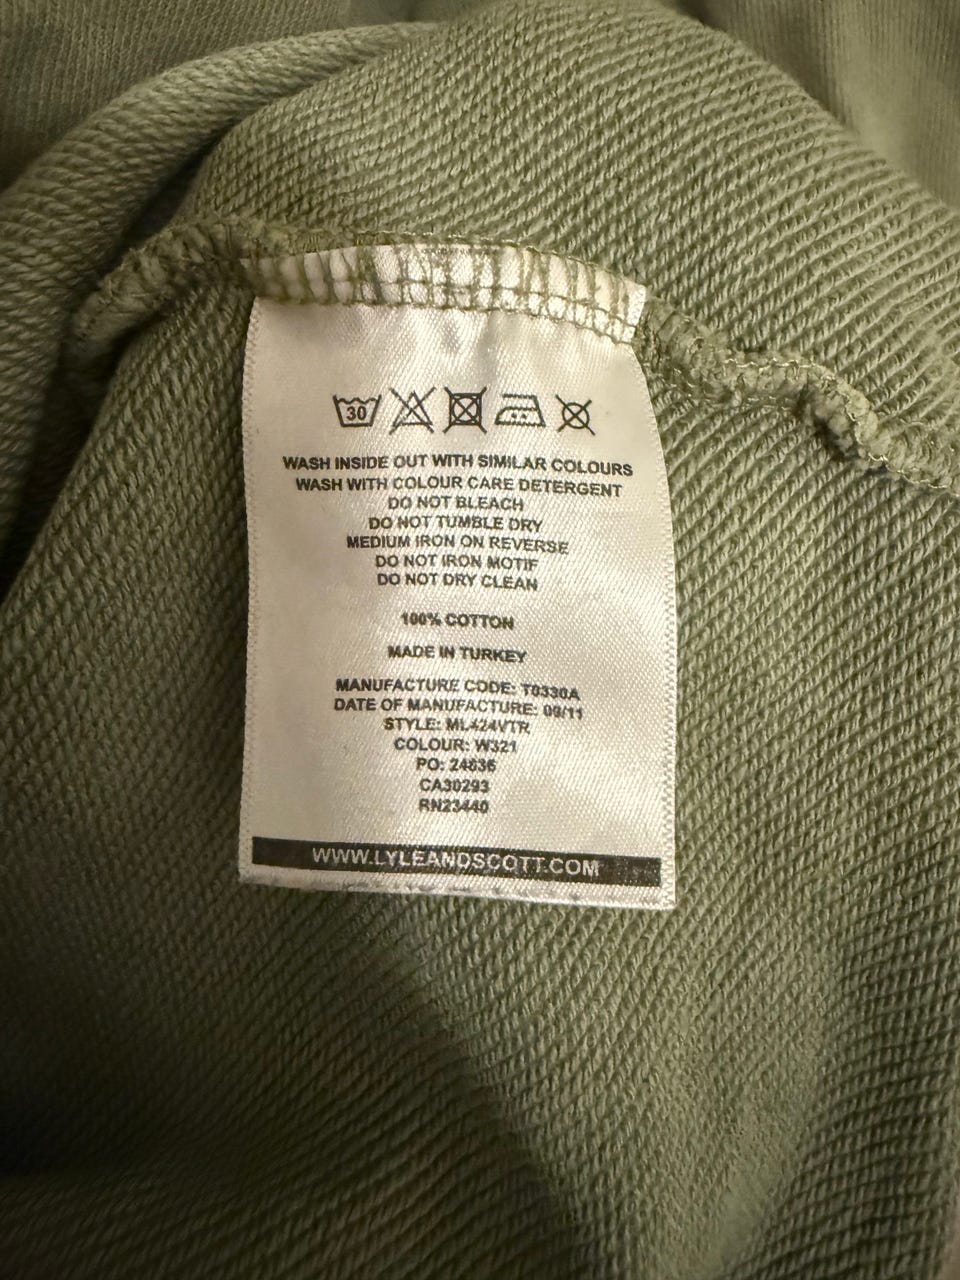 30
WASH INSIDE OUT WITH SIMILAR COLOURS
WASH WITH COLOUR CARE DETERGENT
DO NOT BLEACH
DO NOT TUMBLE DRY
MEDIUM IRON ON REVERSE
DO NOT IRON MOTIF
DO NOT DRY CLEAN
100% COTTON
MADE IN TURKEY
MANUFACTURE CODE: T0330A
DATE OF MANUFACTURE: 09/11
STYLE: ML424VTR
COLOUR: W321
PO: 24636
CA30293
RN23440
WWW.LYLEANDSCOTT.COM